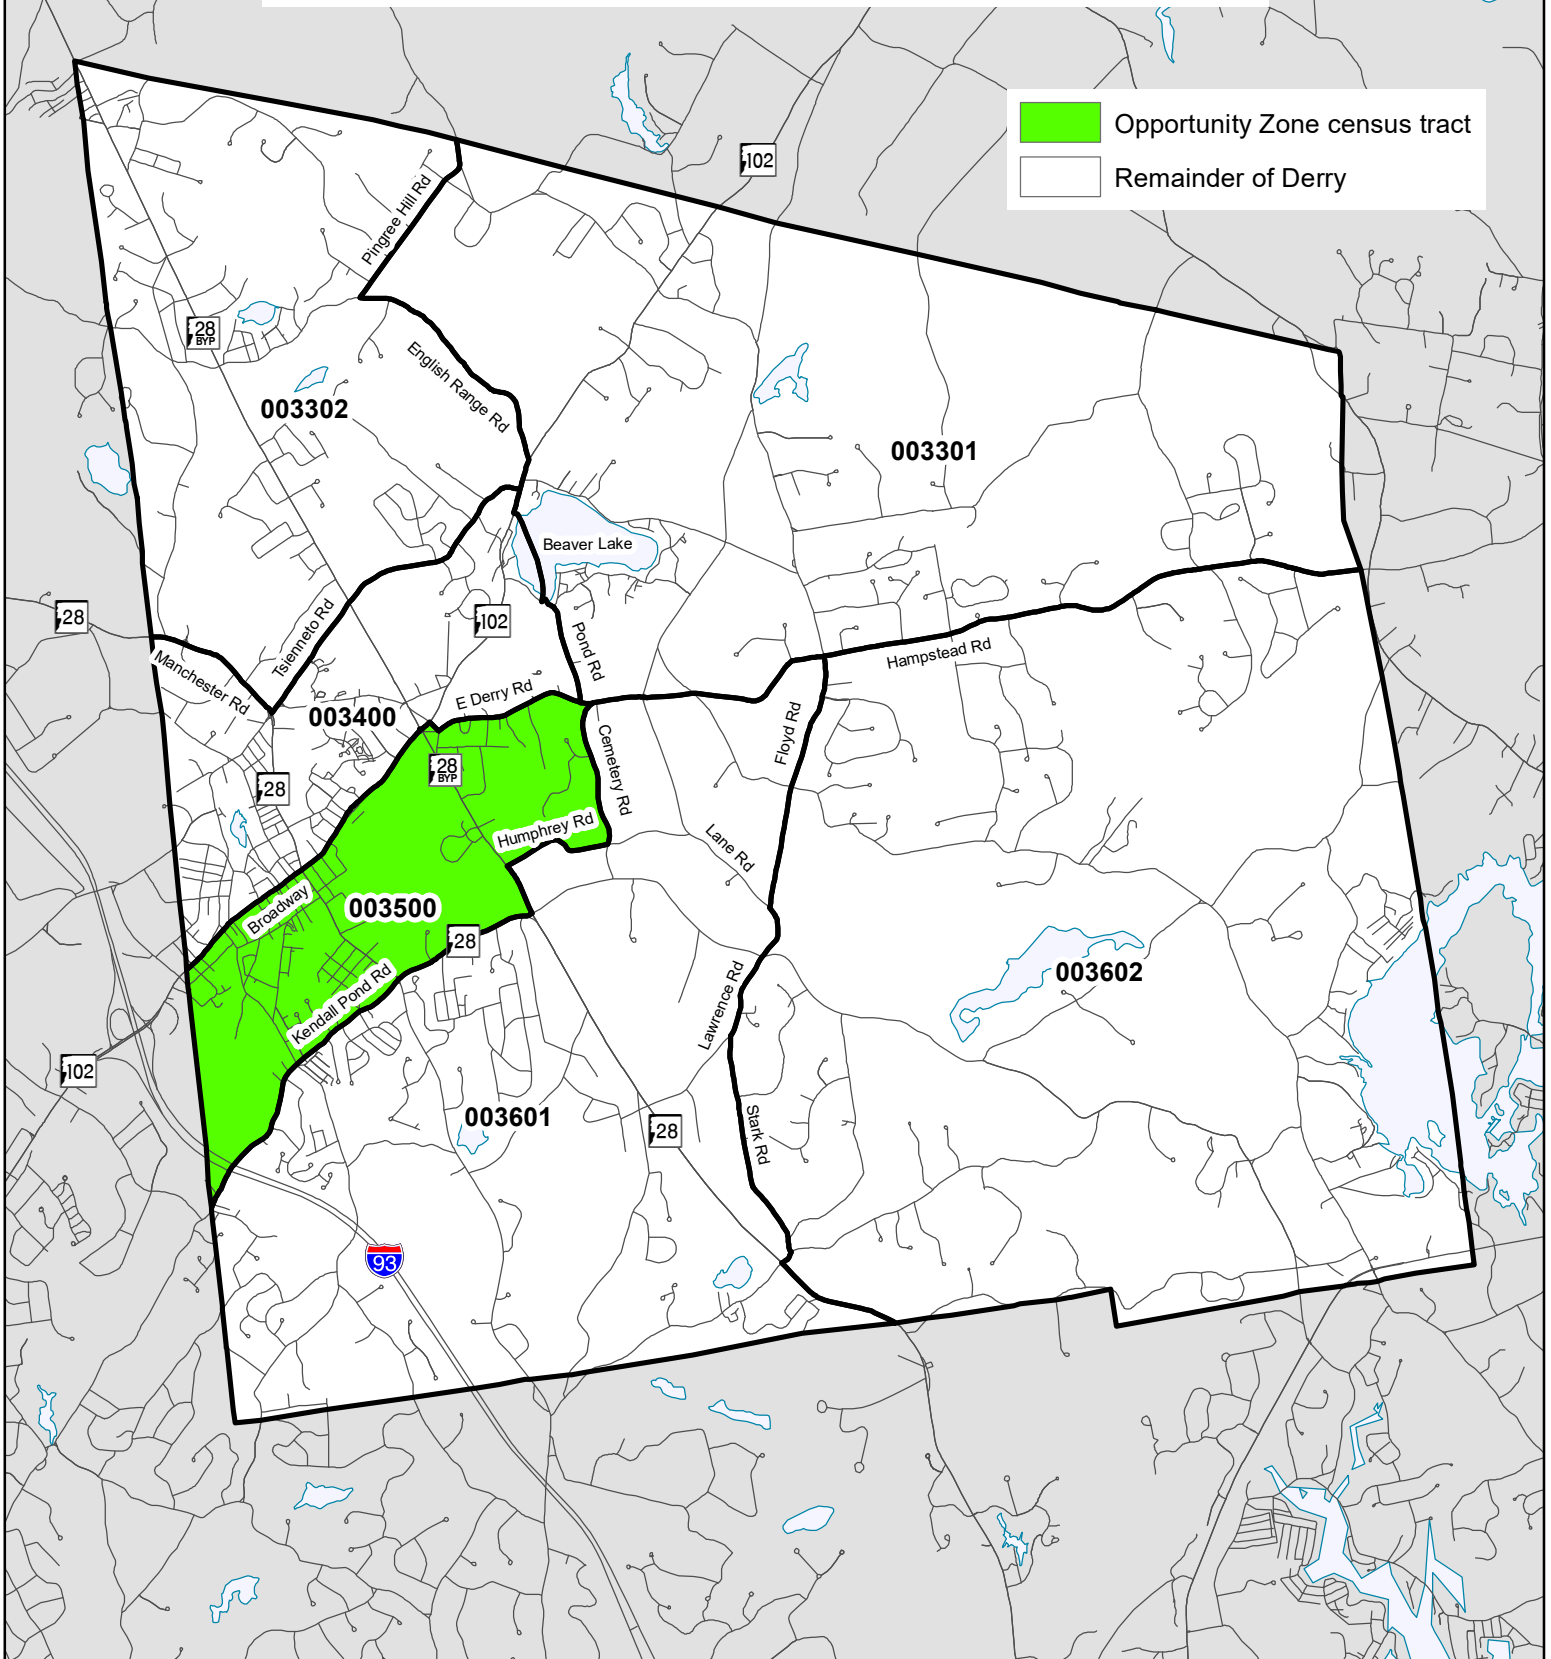 Opportunity Zone census tract
Remainder of Derry
102
Pingree Hill Rd
28
BYP
English Range Rd
003302
003301
Beaver Lake
28
102
Tsienneto Rd
Manchester Rd
Pond Rd
Hampstead Rd
E Derry Rd
003400
Floyd Rd
Cemetery Rd
28
BYP
28
Humphrey Rd
Lane Rd
Broadway
003500
28
Kendall Pond Rd
Lawrence Rd
003602
102
003601
28
Stark Rd
93